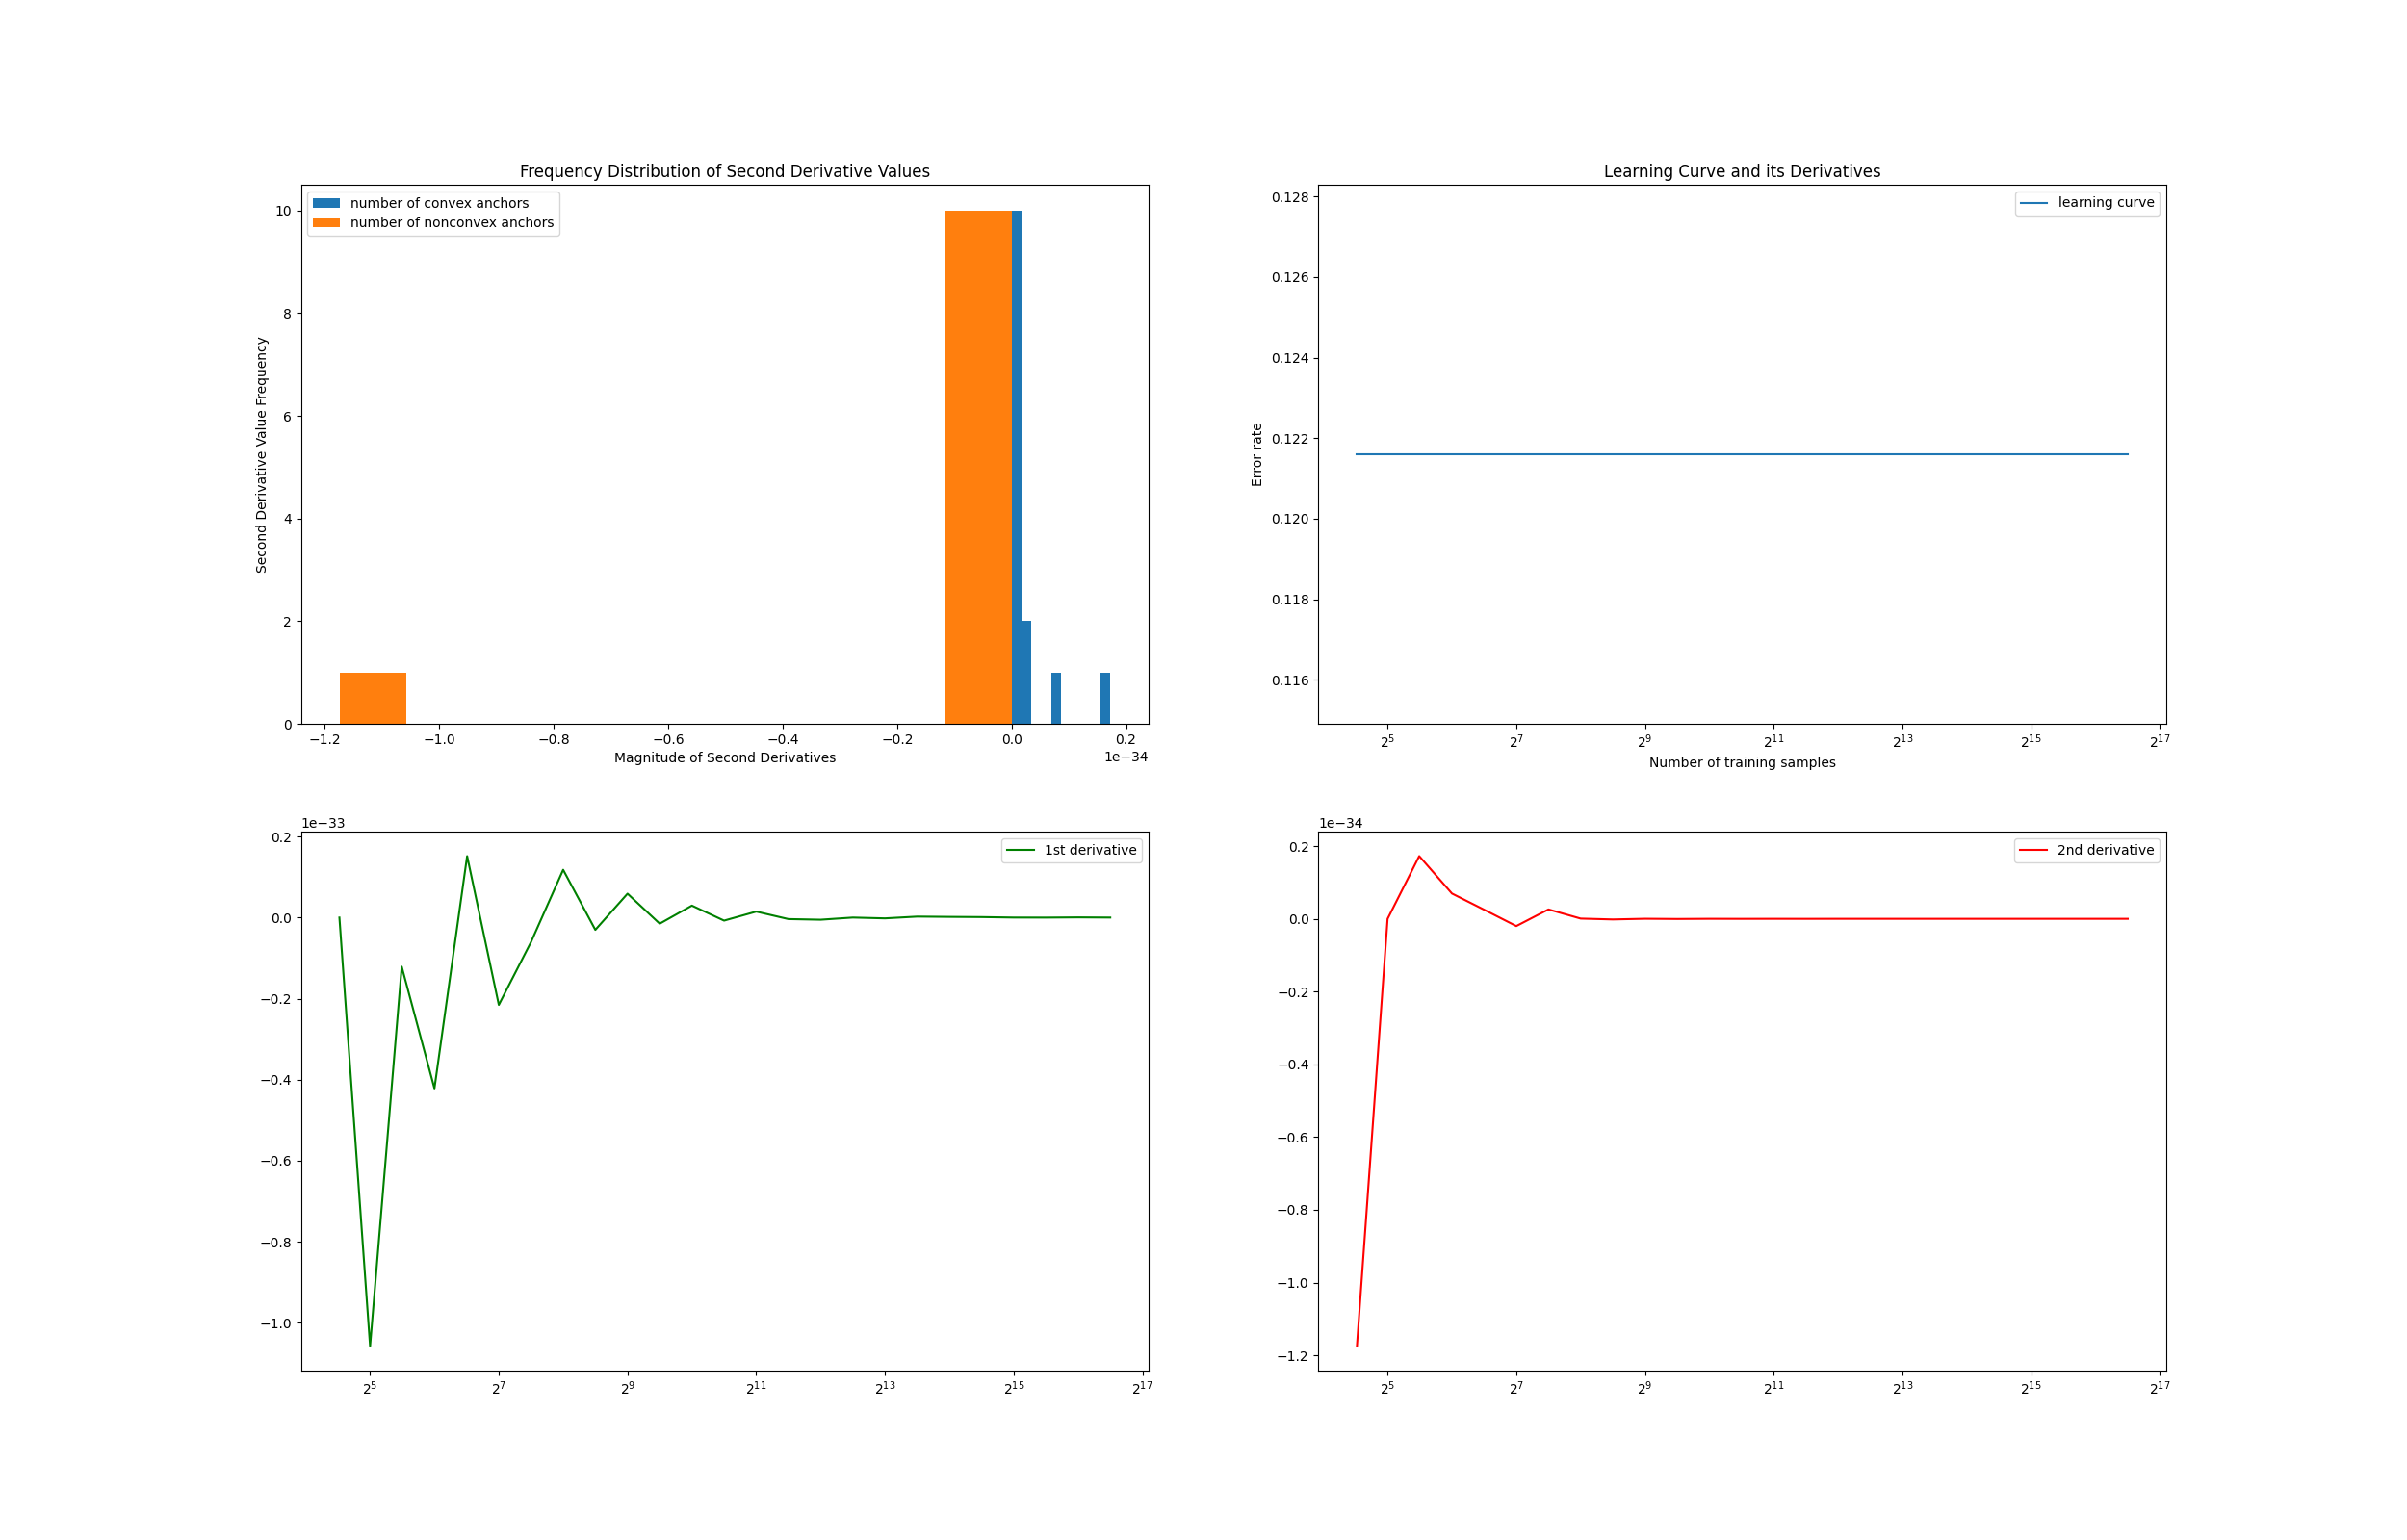 Frequency Distribution of Second Derivative Values
number of convex anchors
number of nonconvex anchors
10
8
6
4
2
0
Second Derivative Value Frequency
−1.2 −1.0 −0.8 −0.6 −0.4 −0.2 0.0 0.2
1e−34
Magnitude of Second Derivatives
Learning Curve and its Derivatives
learning curve
0.128
0.126
0.124
0.122
0.120
0.118
0.116
Error rate
2^5 2^7 2^9 2^11 2^13 2^15 2^17
Number of training samples
1e−33
1st derivative
0.2
0.0
−0.2
−0.4
−0.6
−0.8
−1.0
2^5 2^7 2^9 2^11 2^13 2^15 2^17
1e−34
2nd derivative
0.2
0.0
−0.2
−0.4
−0.6
−0.8
−1.0
−1.2
2^5 2^7 2^9 2^11 2^13 2^15 2^17